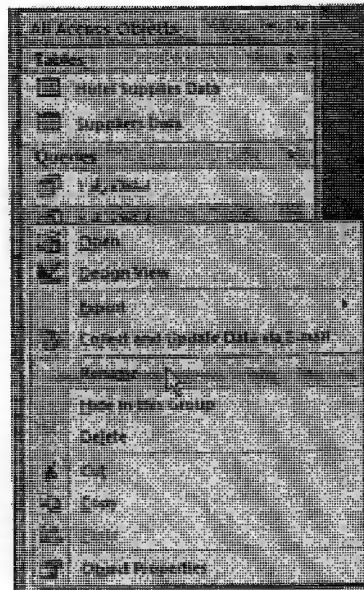 All Access Objects
Tables
Hotel Supplies Data
Suppliers Data
Queries
Open
Design View
Export
Collect and Update Data via E-mail
Rename
Hide in this Group
Delete
Cut
Copy
Object Properties